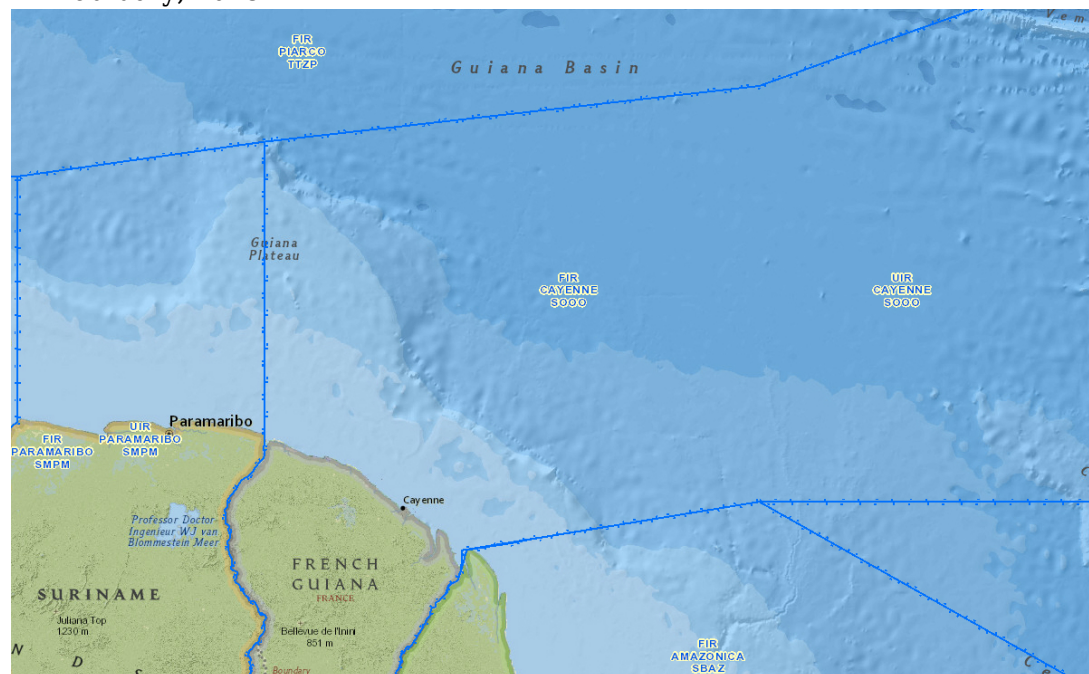 FIR
PIARCO
TTZP
Guiana Basin
Guiana
Plateau
FIR
CAYENNE
SOOO
UIR
CAYENNE
SOOO
Paramaribo
FIR
PARAMARIBO
SMPM
UIR
PARAMARIBO
SMPM
Cayenne
Professor Doctor-
Ingenieur WJ van
Blommestein Meer
FRENCH
GUIANA
FRANCE
SURINAME
Juliana Top
1230 m
Bellevue de l'Inini
851 m
N D S
Boundary
FIR
AMAZONICA
SBAZ